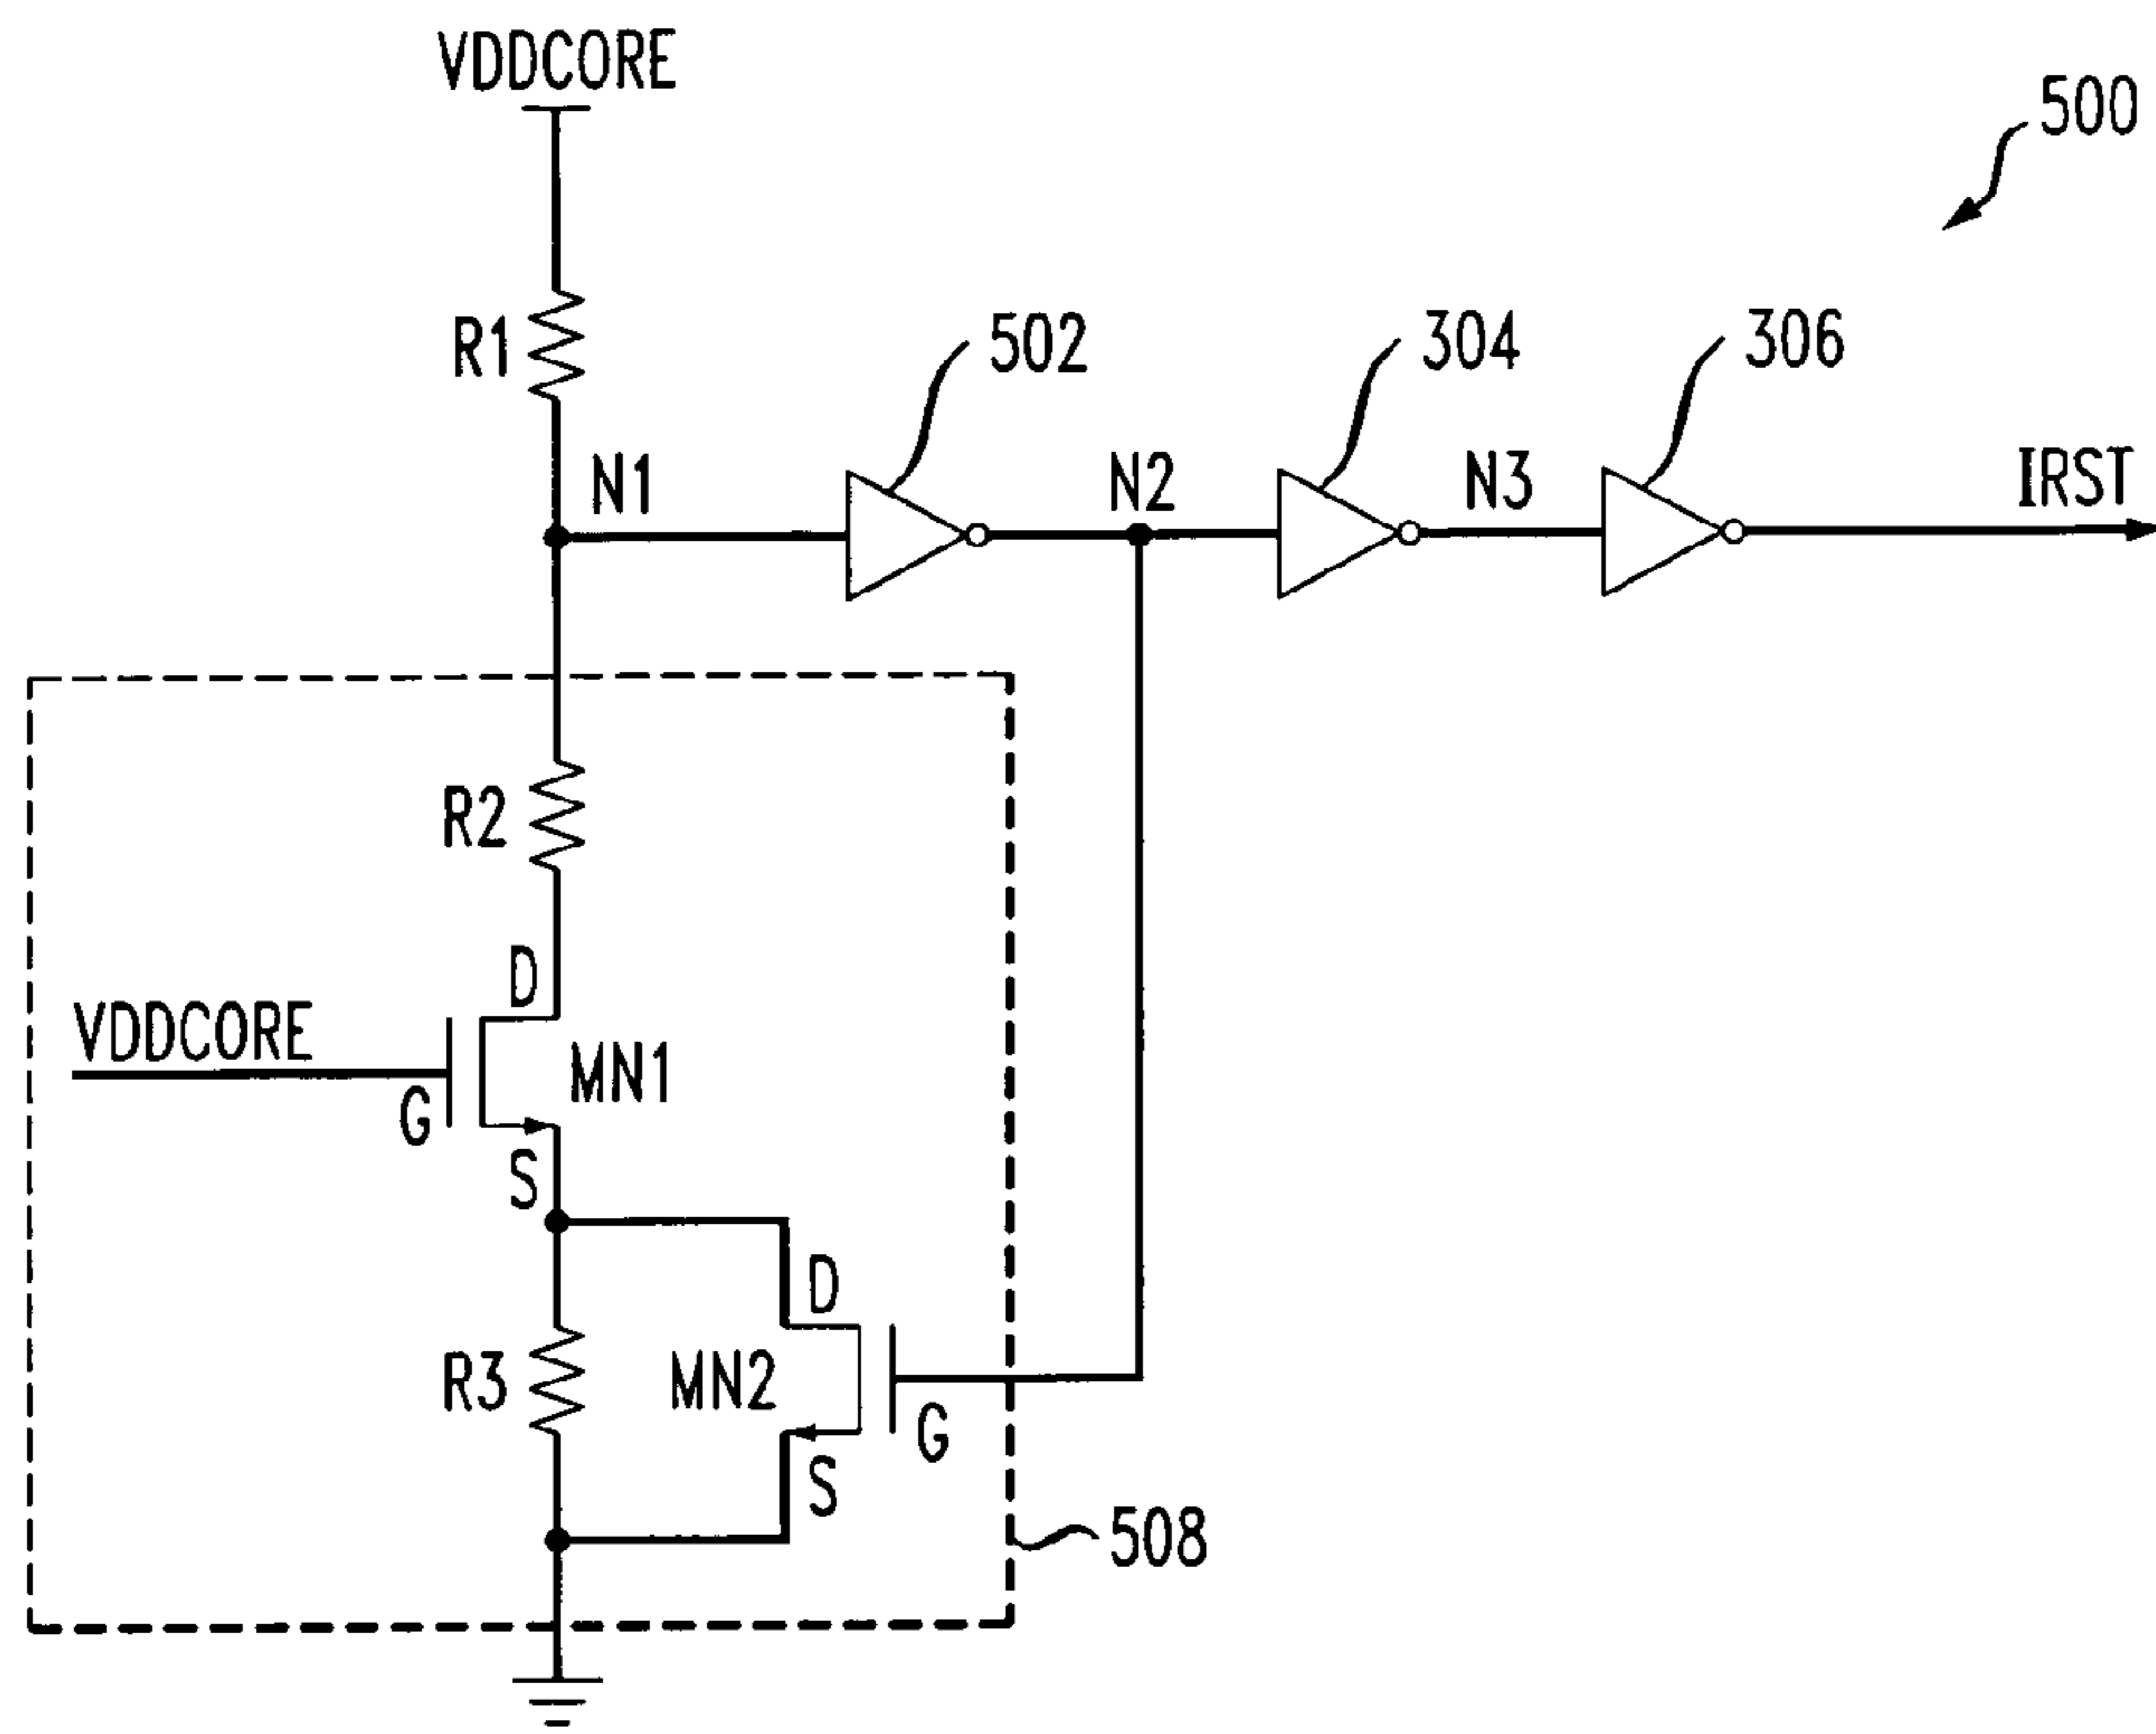 VDDCORE
500
R1
502
304
306
N1
N2
N3
IRST
R2
D
VDDCORE
MN1
G
S
D
R3
MN2
G
S
508